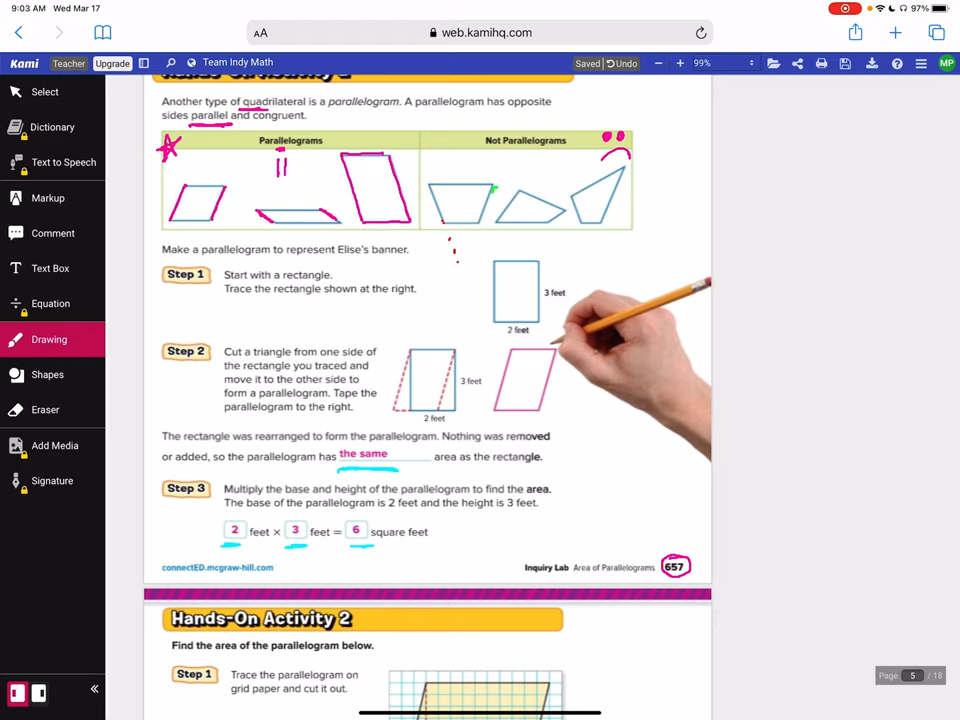 9:03 AM Wed Mar 17
97%
AA
web.kamihq.com
Kami
Teacher
Upgrade
Team Indy Math
Saved
Undo
99%
MP
Select
Dictionary
Text to Speech
Markup
Comment
Text Box
Equation
Drawing
Shapes
Eraser
Add Media
Signature
Another type of quadrilateral is a parallelogram. A parallelogram has opposite
sides parallel and congruent.
Parallelograms
Not Parallelograms
Make a parallelogram to represent Elise's banner.
Step 1
Start with a rectangle.
Trace the rectangle shown at the right.
3 feet
2 feet
Step 2
Cut a triangle from one side of
the rectangle you traced and
move it to the other side to
form a parallelogram. Tape the
parallelogram to the right.
3 feet
2 feet
The rectangle was rearranged to form the parallelogram. Nothing was removed
or added, so the parallelogram has the same area as the rectangle.
Step 3
Multiply the base and height of the parallelogram to find the area.
The base of the parallelogram is 2 feet and the height is 3 feet.
2 feet × 3 feet = 6 square feet
connectED.mcgraw-hill.com
Inquiry Lab Area of Parallelograms 657
Hands-On Activity 2
Find the area of the parallelogram below.
Step 1
Trace the parallelogram on
grid paper and cut it out.
Page 5 / 18